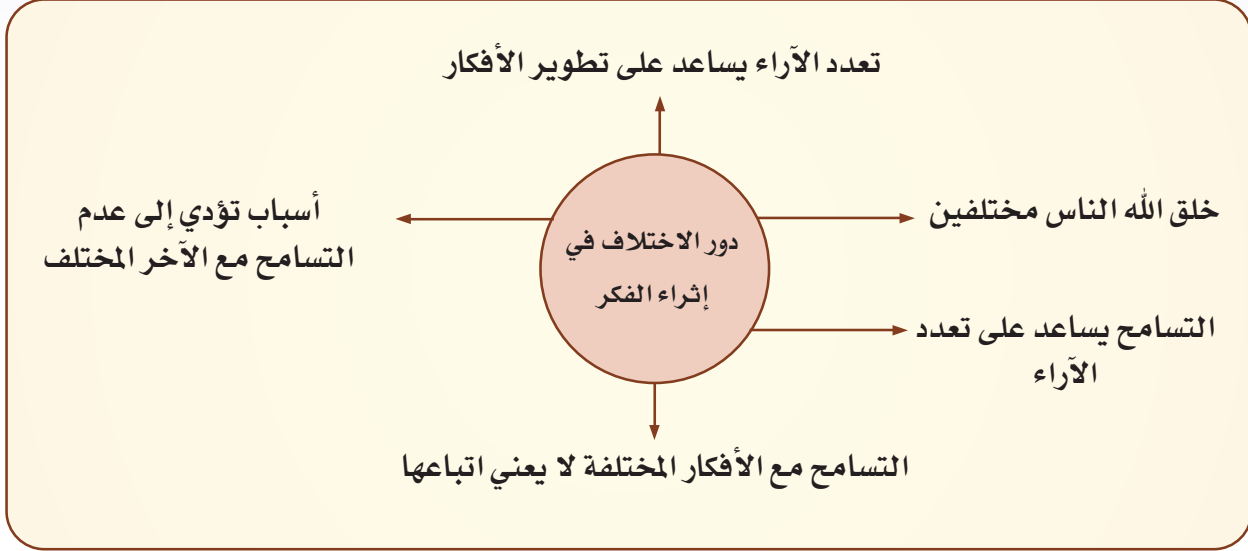 تعدد الآراء يساعد على تطوير الأفكار
خلق الله الناس مختلفين
أسباب تؤدي إلى عدم
التسامح مع الآخر المختلف
دور الاختلاف في
إثراء الفكر
التسامح يساعد على تعدد
الآراء
التسامح مع الأفكار المختلفة لا يعني اتباعها